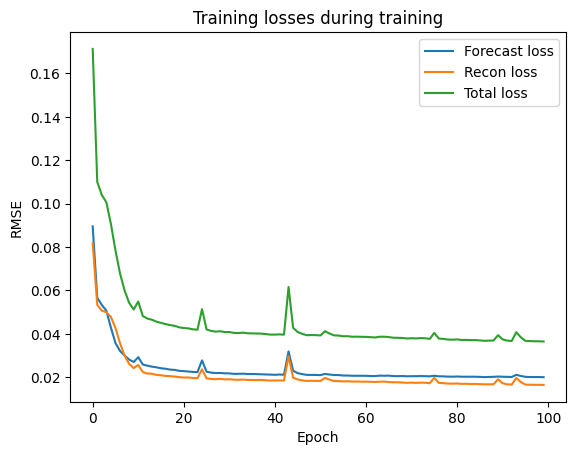 Training losses during training
Forecast loss
Recon loss
Total loss
0.16
0.14
0.12
0.10
0.08
0.06
0.04
0.02
RMSE
0 20 40 60 80 100
Epoch